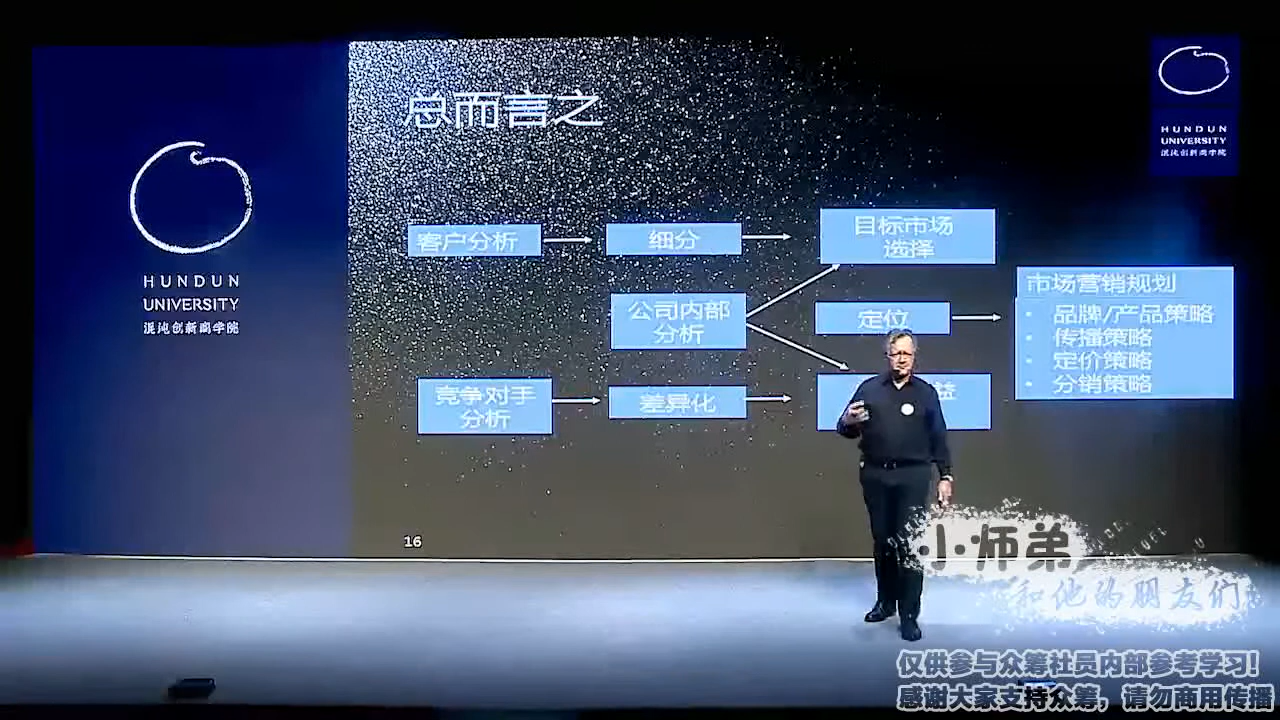 总而言之
HUNDUN
UNIVERSITY
混沌创新商学院
HUNDUN
UNIVERSITY
混沌创新商学院
客户分析
细分
目标市场
选择
公司内部
分析
定位
市场营销规划
• 品牌/产品策略
• 传播策略
• 定价策略
• 分销策略
竞争对手
分析
差异化
益
16
小师弟
和他的朋友们
仅供参与众筹社员内部参考学习!
感谢大家支持众筹，请勿商用传播